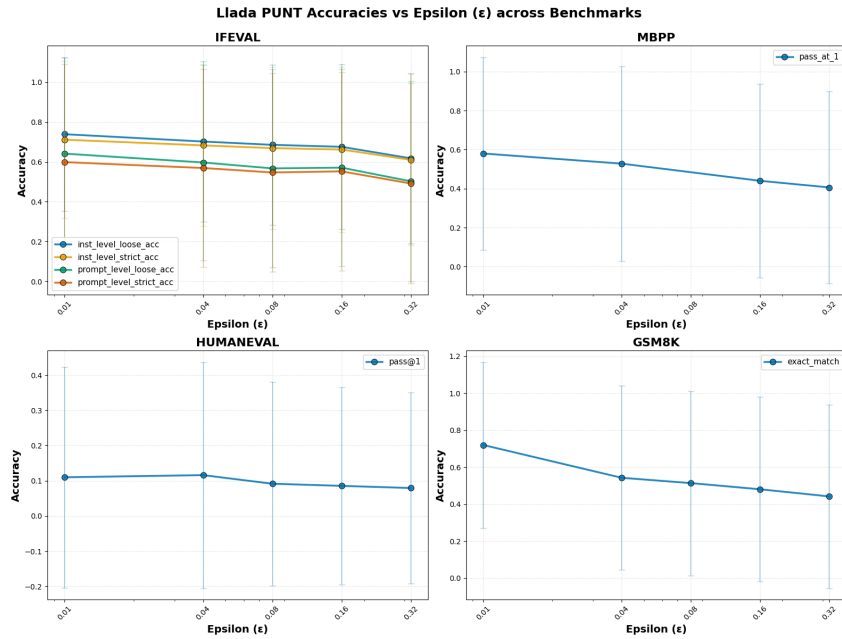 Llada PUNT Accuracies vs Epsilon (ε) across Benchmarks
IFEVAL
Accuracy
1.0
0.8
0.6
0.4
0.2
0.0
inst_level_loose_acc
inst_level_strict_acc
prompt_level_loose_acc
prompt_level_strict_acc
0.01
0.04
0.08
0.16
0.32
Epsilon (ε)
MBPP
pass_at_1
Accuracy
1.0
0.8
0.6
0.4
0.2
0.0
0.01
0.04
0.08
0.16
0.32
Epsilon (ε)
HUMANEVAL
pass@1
Accuracy
0.4
0.3
0.2
0.1
0.0
−0.1
−0.2
0.01
0.04
0.08
0.16
0.32
Epsilon (ε)
GSM8K
exact_match
Accuracy
1.2
1.0
0.8
0.6
0.4
0.2
0.0
0.01
0.04
0.08
0.16
0.32
Epsilon (ε)